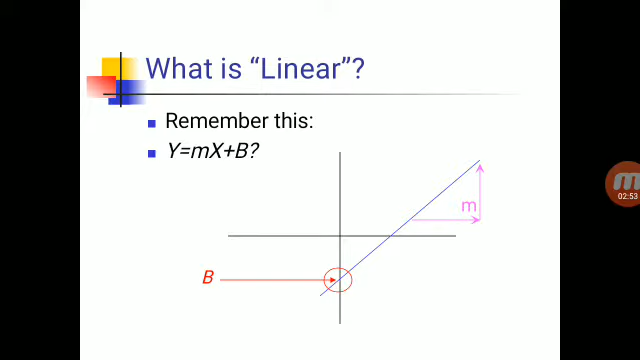 What is “Linear”?
Remember this:
Y=mX+B?
m
B
02:53